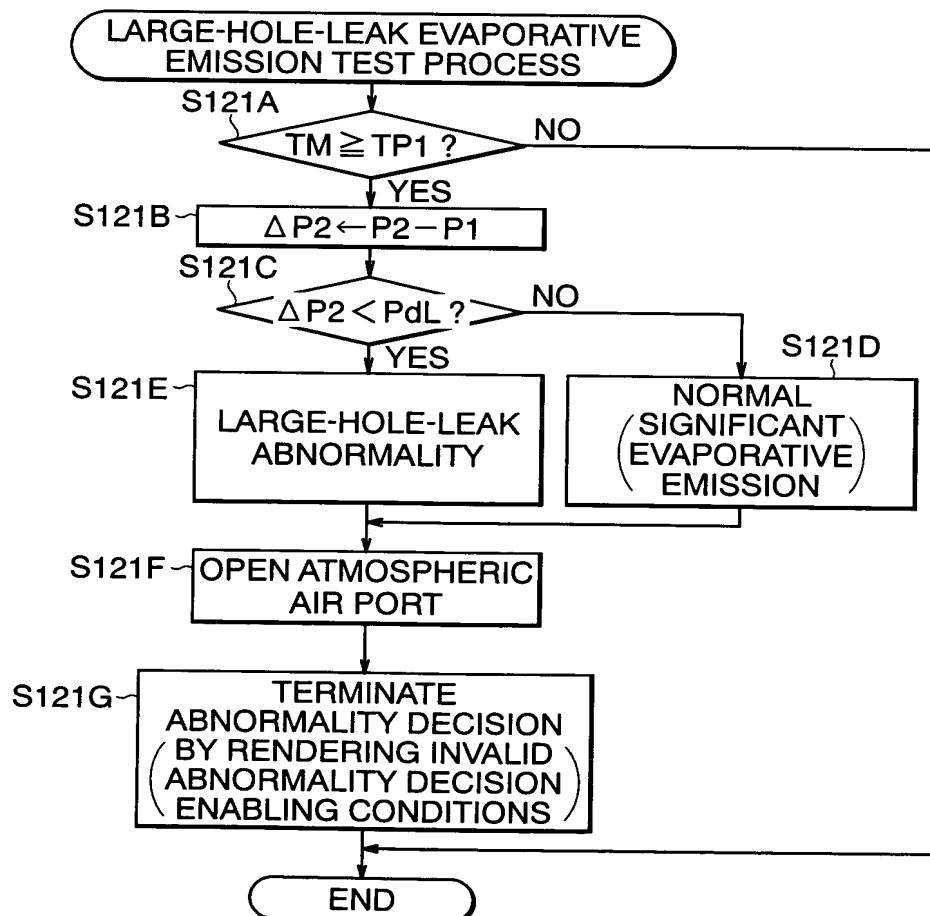 LARGE-HOLE-LEAK EVAPORATIVE
EMISSION TEST PROCESS
S121A
TM ≧ TP1 ?
NO
YES
S121B
Δ P2 ← P2 − P1
S121C
Δ P2 < PdL ?
NO
YES
S121D
S121E
LARGE-HOLE-LEAK
ABNORMALITY
NORMAL
(SIGNIFICANT
EVAPORATIVE
EMISSION)
S121F
OPEN ATMOSPHERIC
AIR PORT
S121G
TERMINATE
ABNORMALITY DECISION
(BY RENDERING INVALID
ABNORMALITY DECISION
ENABLING CONDITIONS)
END